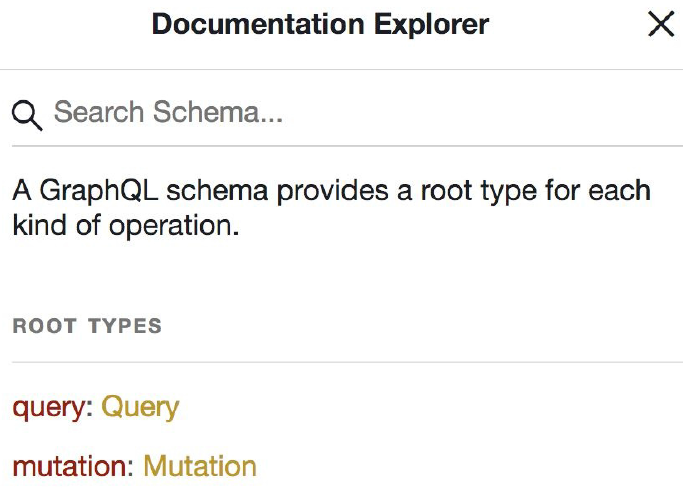 Documentation Explorer
Search Schema...
A GraphQL schema provides a root type for each
kind of operation.
ROOT TYPES
query: Query
mutation: Mutation